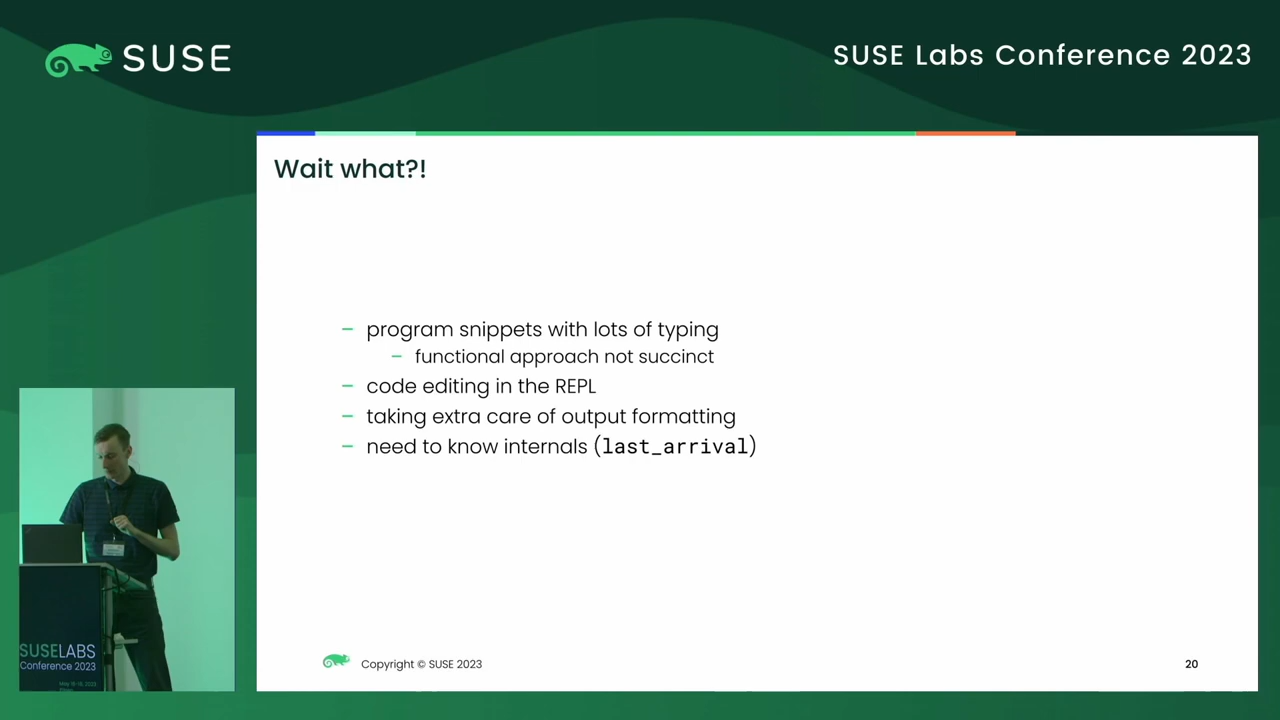 SUSE
SUSE Labs Conference 2023
Wait what?!
– program snippets with lots of typing
– functional approach not succinct
– code editing in the REPL
– taking extra care of output formatting
– need to know internals (last_arrival)
SUSELABS
Conference 2023
Copyright © SUSE 2023
20